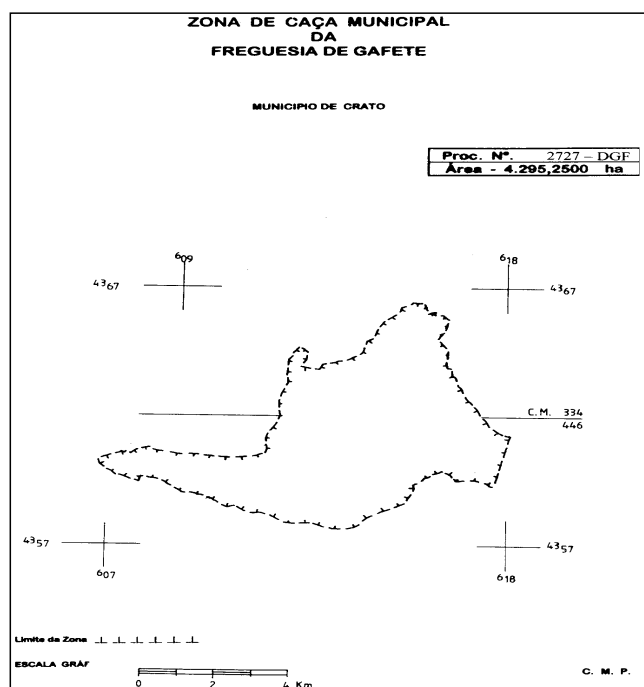 ZONA DE CAÇA MUNICIPAL
DA
FREGUESIA DE GAFETE
MUNICIPIO DE CRATO
Proc. Nº. 2727 – DGF
Área - 4.295,2500 ha
609
618
4367
4367
C.M. 334
446
4357
4357
607
618
Limite da Zona
ESCALA GRÁF
0 2 4 Km
C. M. P.